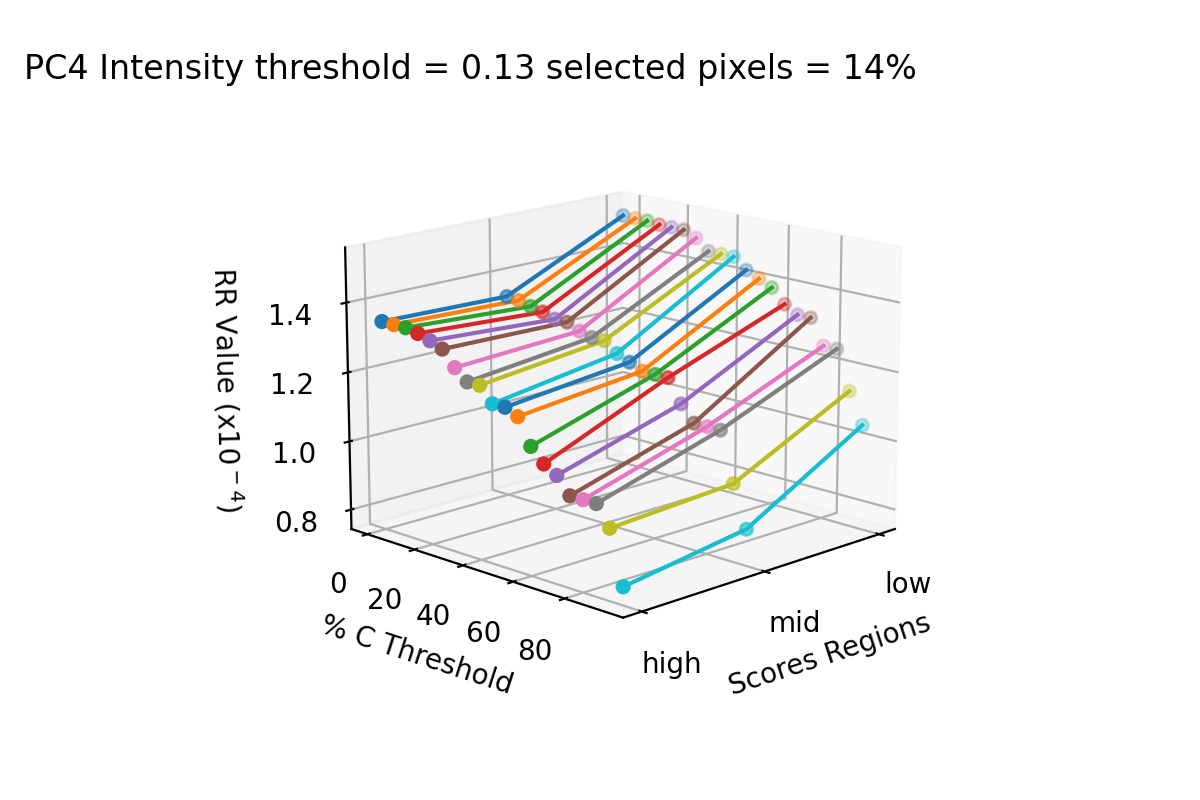 PC4 Intensity threshold = 0.13 selected pixels = 14%
RR Value (x10⁻⁴)
1.4
1.2
1.0
0.8
0
20
40
60
80
% C Threshold
high
mid
low
Scores Regions